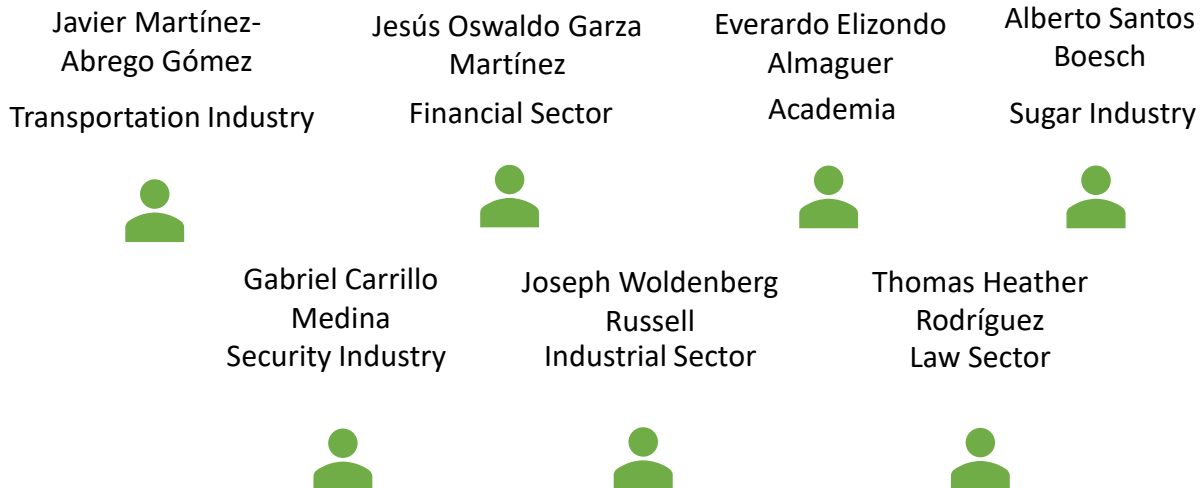 Javier Martínez-
Abrego Gómez
Transportation Industry
Jesús Oswaldo Garza
Martínez
Financial Sector
Everardo Elizondo
Almaguer
Academia
Alberto Santos
Boesch
Sugar Industry
Gabriel Carrillo
Medina
Security Industry
Joseph Woldenberg
Russell
Industrial Sector
Thomas Heather
Rodríguez
Law Sector